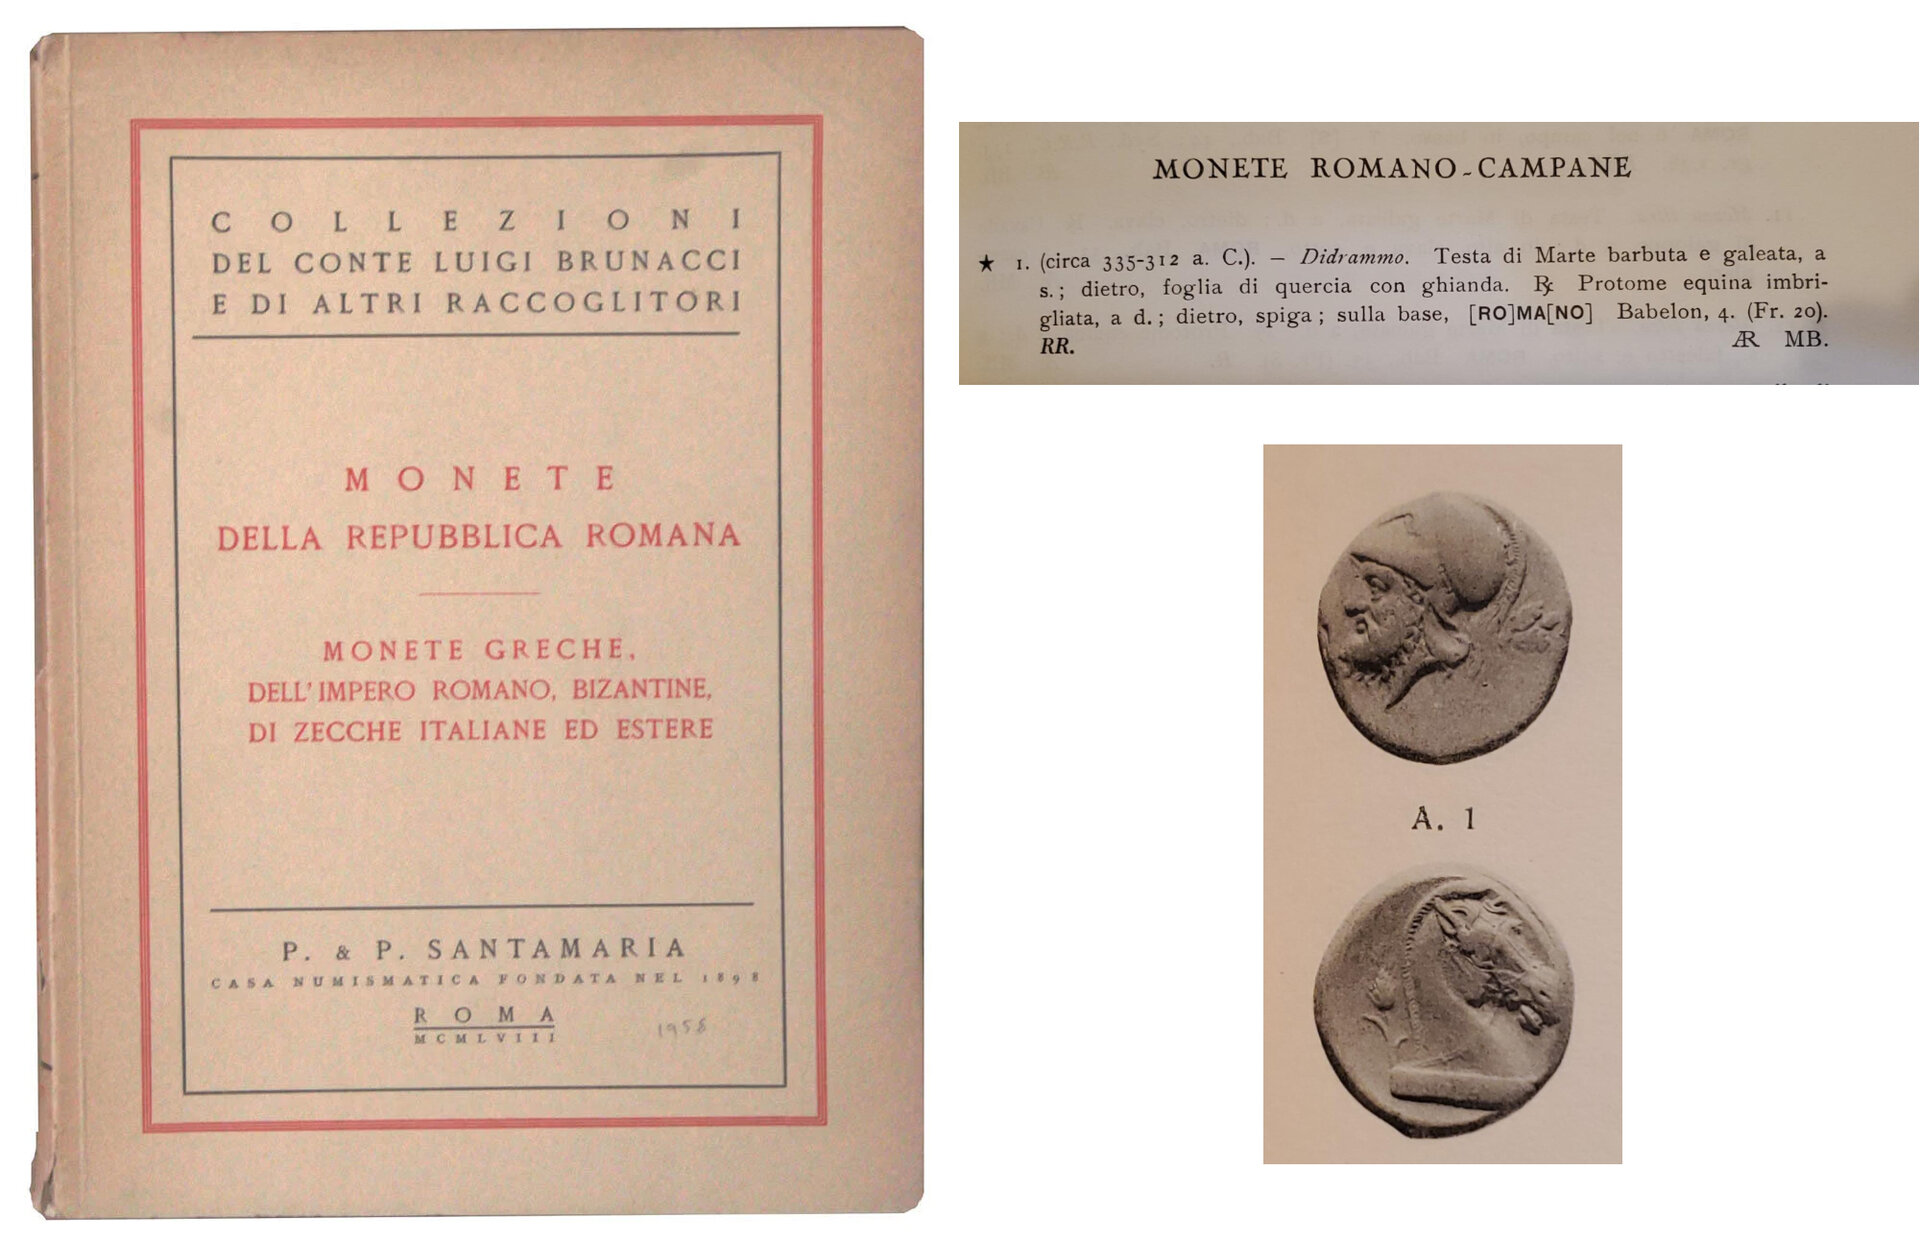 COLLEZIONI
DEL CONTE LUIGI BRUNACCI
E DI ALTRI RACCOGLITORI
MONETE
DELLA REPUBBLICA ROMANA
MONETE GRECHE,
DELL'IMPERO ROMANO, BIZANTINE,
DI ZECCHE ITALIANE ED ESTERE
P. & P. SANTAMARIA
CASA NUMISMATICA FONDATA NEL 1898
ROMA
MCMLVIII
1958
MONETE ROMANO-CAMPANE
★ 1. (circa 335-312 a. C.). — Didrammo. Testa di Marte barbuta e galeata, a
s.; dietro, foglia di quercia con ghianda. ℞ Protome equina imbri-
gliata, a d.; dietro, spiga; sulla base, [RO]MA[NO] Babelon, 4. (Fr. 20).
RR. ÆR MB.
A. 1